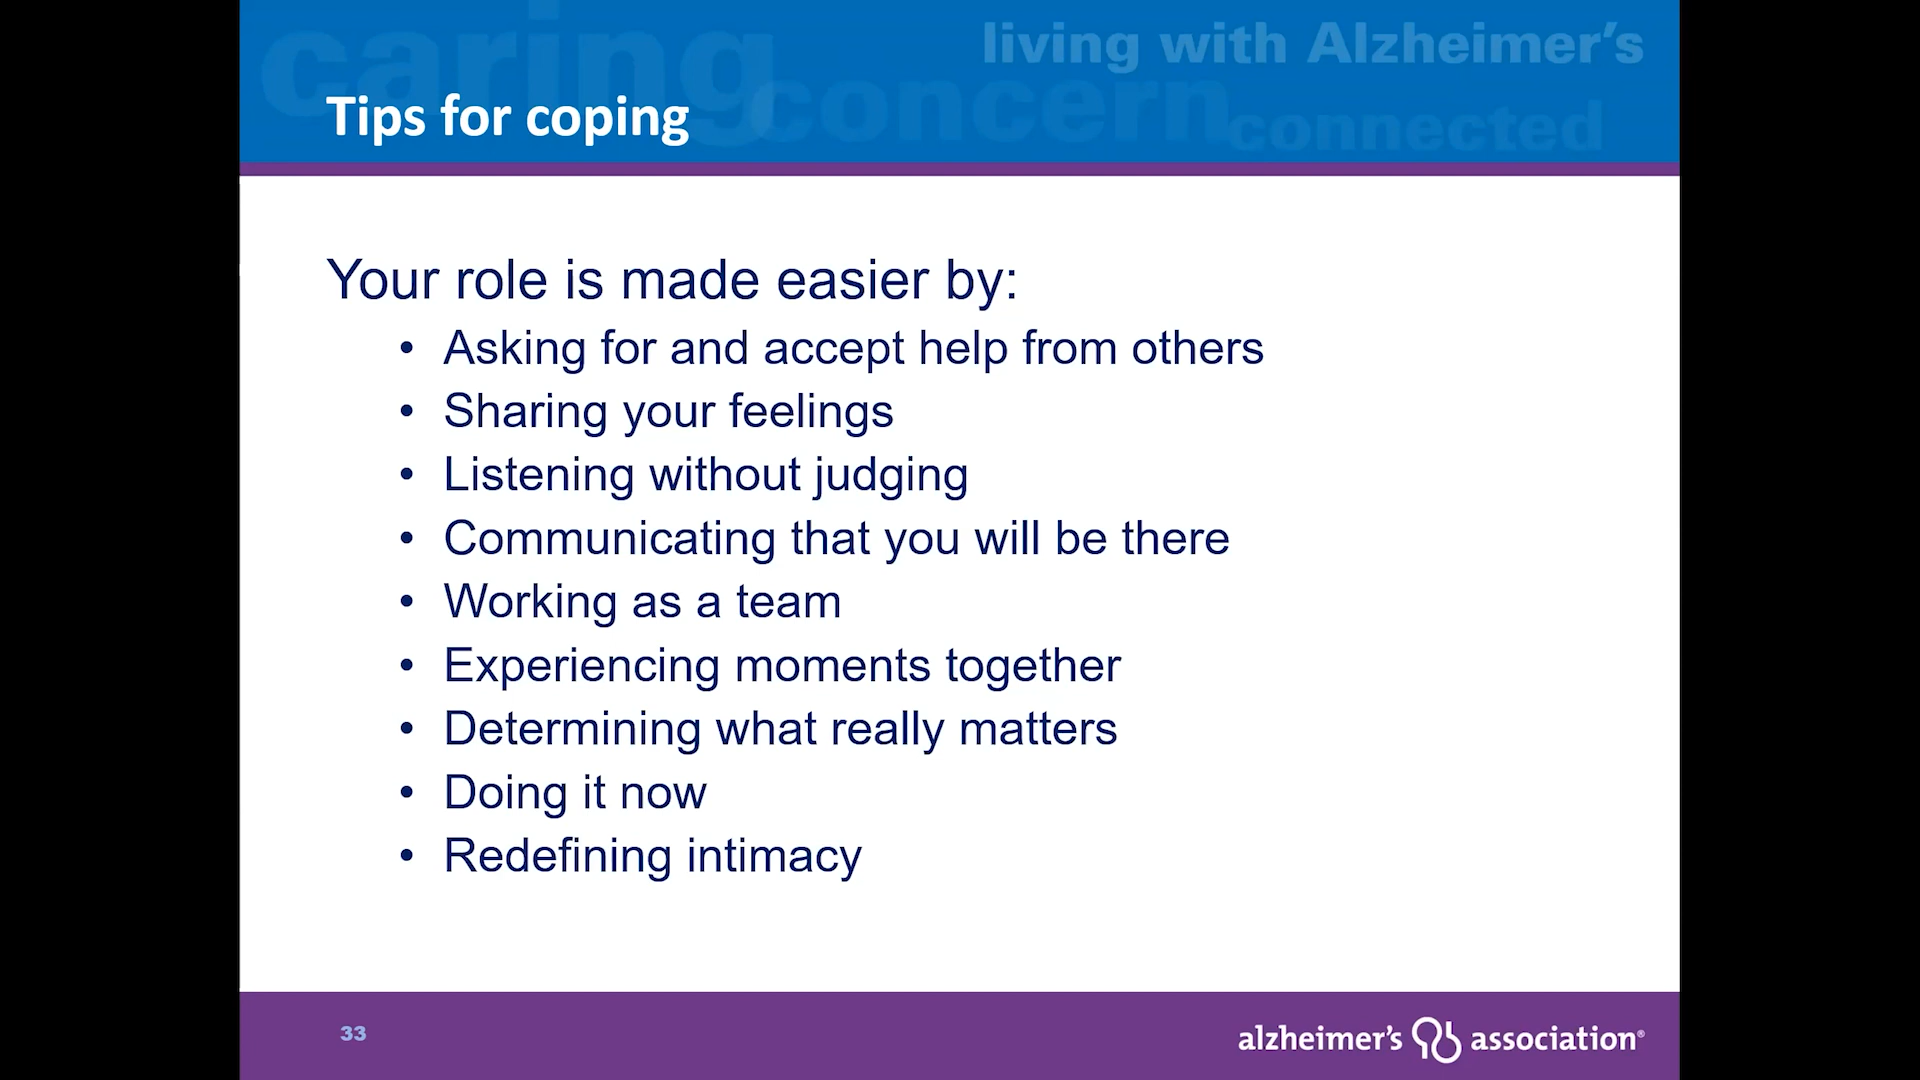 caring
living with Alzheimer's
concern
connected
Tips for coping
Your role is made easier by:
• Asking for and accept help from others
• Sharing your feelings
• Listening without judging
• Communicating that you will be there
• Working as a team
• Experiencing moments together
• Determining what really matters
• Doing it now
• Redefining intimacy
33
alzheimer's association®